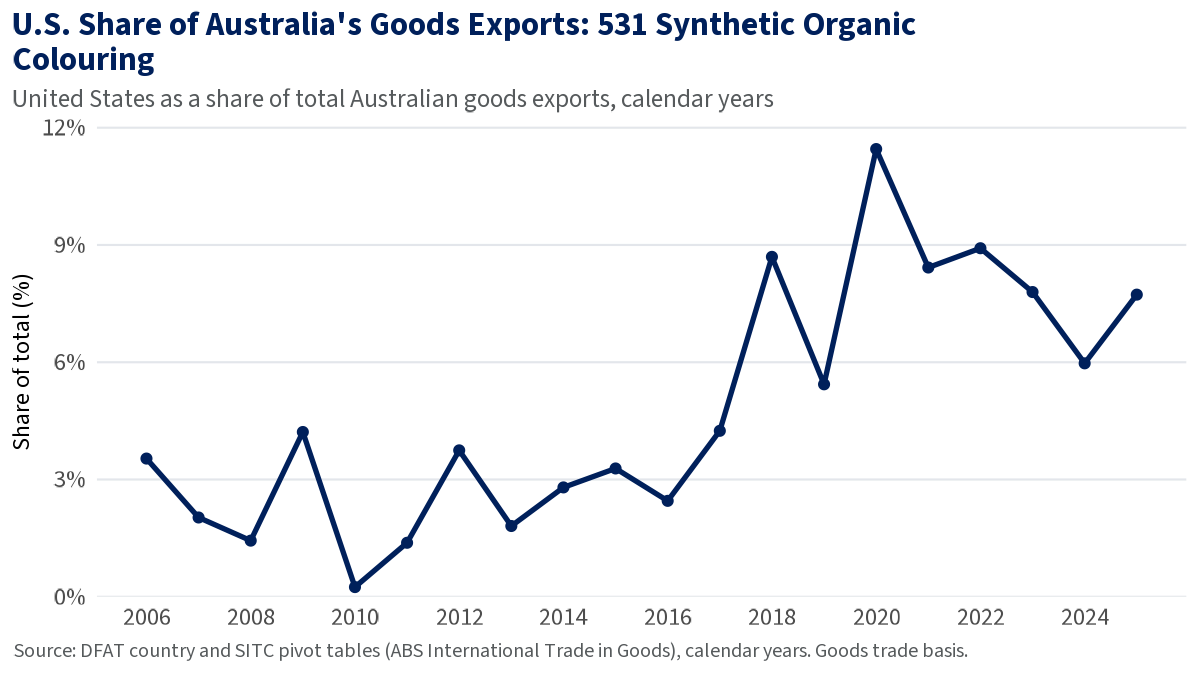 U.S. Share of Australia's Goods Exports: 531 Synthetic Organic
Colouring
United States as a share of total Australian goods exports, calendar years
12%
9%
6%
3%
0%
Share of total (%)
2006 2008 2010 2012 2014 2016 2018 2020 2022 2024
Source: DFAT country and SITC pivot tables (ABS International Trade in Goods), calendar years. Goods trade basis.